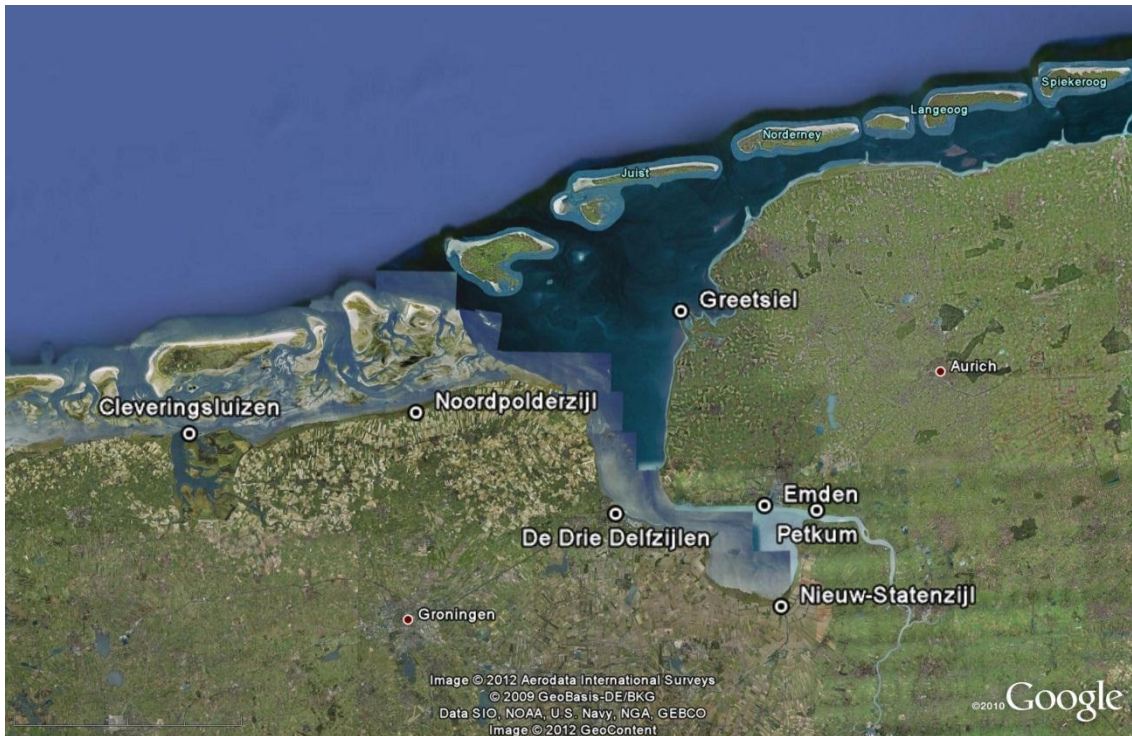 Spiekeroog
Langeoog
Norderney
Juist
Greetsiel
Aurich
Noordpolderzijl
Cleveringsluizen
Emden
De Drie Delfzijlen
Petkum
Nieuw-Statenzijl
Groningen
Image © 2012 Aerodata International Surveys
© 2009 GeoBasis-DE/BKG
Data SIO, NOAA, U.S. Navy, NGA, GEBCO
Image © 2012 GeoContent
©2010 Google